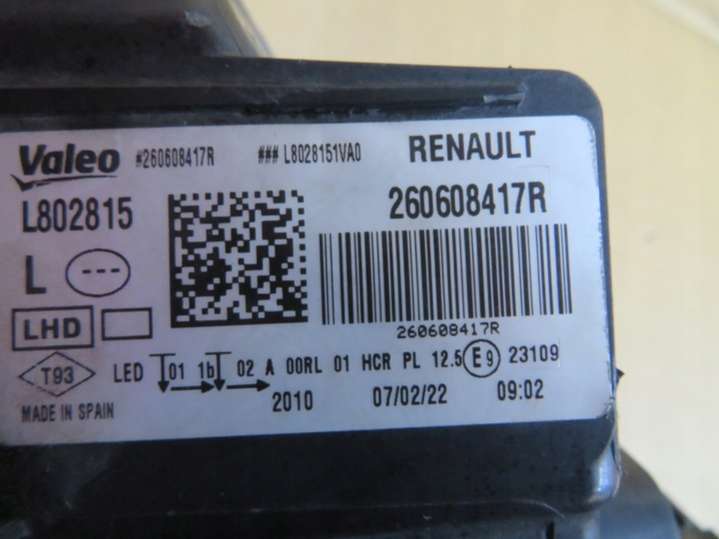 Valeo #260608417R ### L8028151VA0 RENAULT
L802815 260608417R
L ---
LHD
260608417R
T93 LED 01 1b 02 A 00RL 01 HCR PL 12.5 E9 23109
MADE IN SPAIN 2010 07/02/22 09:02